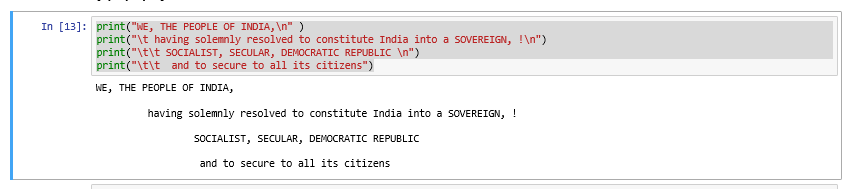 In [13]: print("WE, THE PEOPLE OF INDIA,\n" )
print("\t having solemnly resolved to constitute India into a SOVEREIGN, !\n")
print("\t\t SOCIALIST, SECULAR, DEMOCRATIC REPUBLIC \n")
print("\t\t  and to secure to all its citizens")
WE, THE PEOPLE OF INDIA,
having solemnly resolved to constitute India into a SOVEREIGN, !
SOCIALIST, SECULAR, DEMOCRATIC REPUBLIC
and to secure to all its citizens